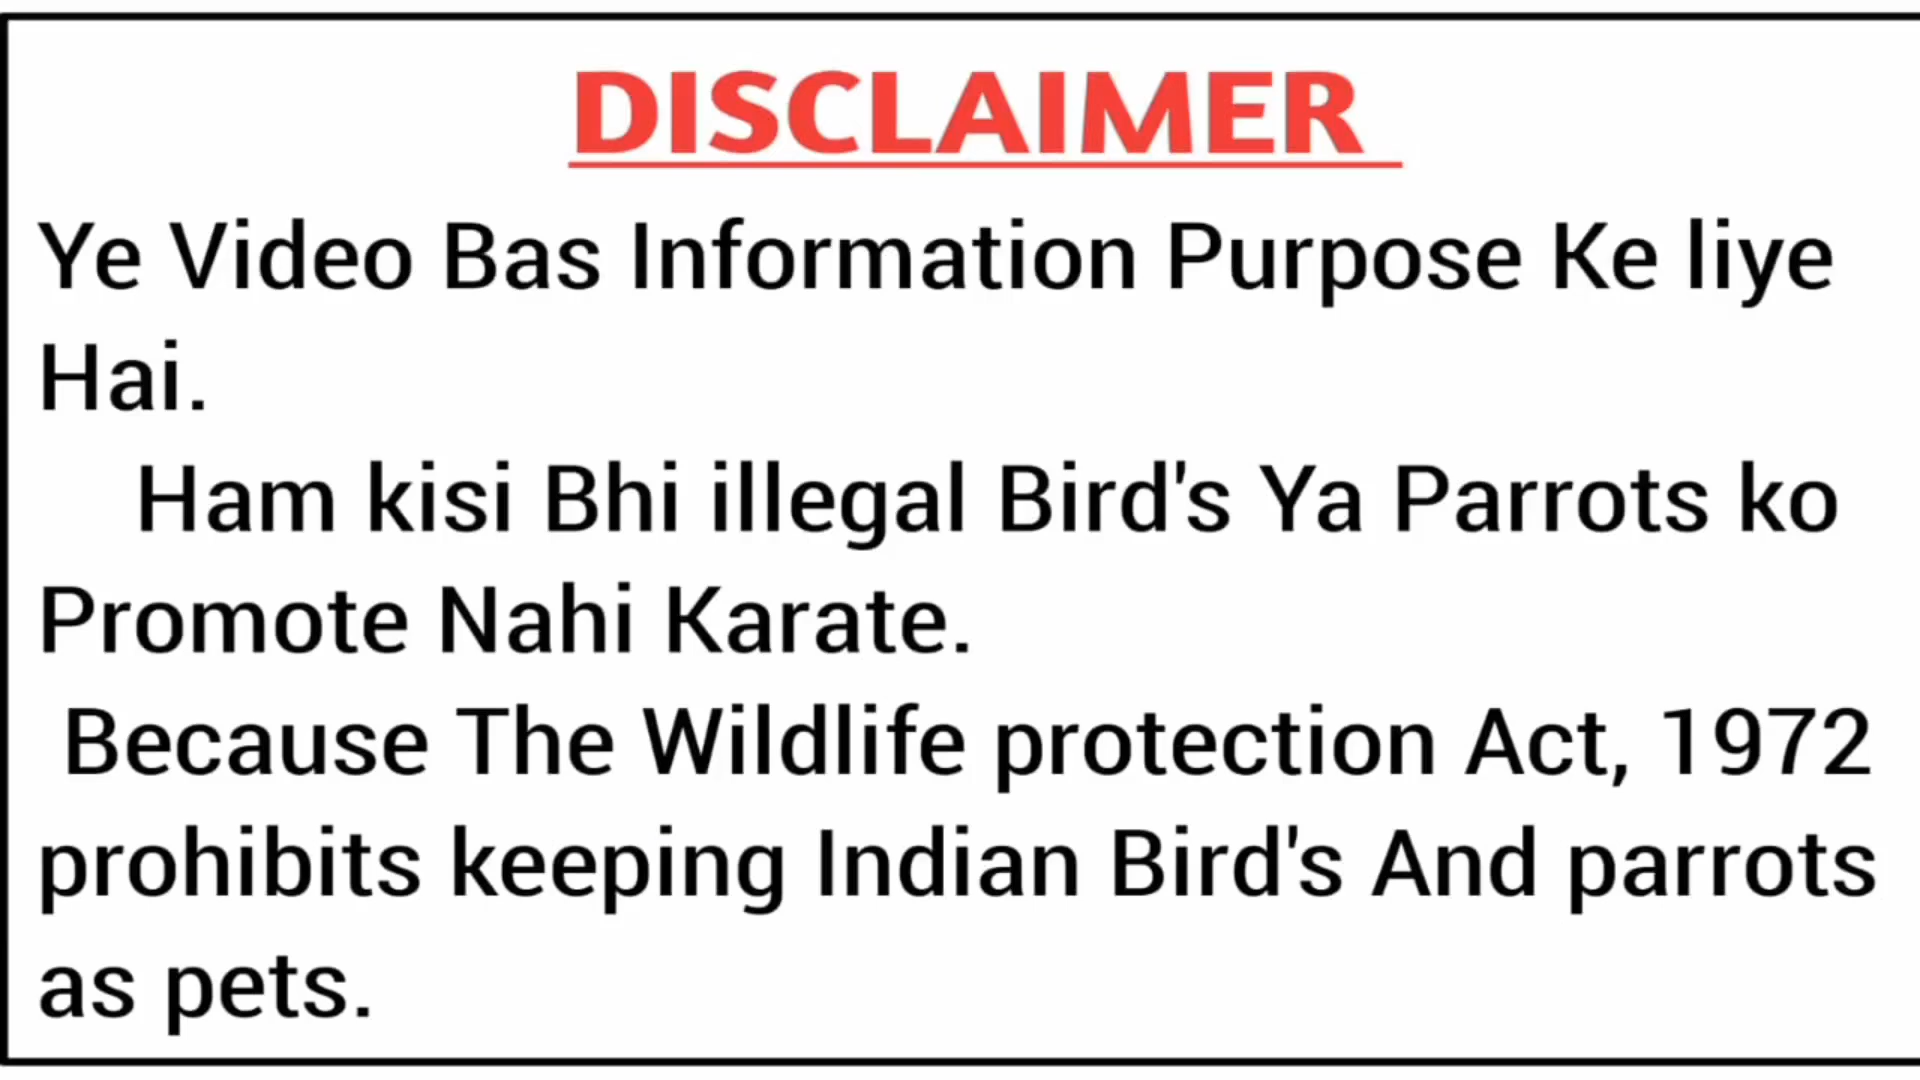 DISCLAIMER
Ye Video Bas Information Purpose Ke liye
Hai.
Ham kisi Bhi illegal Bird's Ya Parrots ko
Promote Nahi Karate.
Because The Wildlife protection Act, 1972
prohibits keeping Indian Bird's And parrots
as pets.